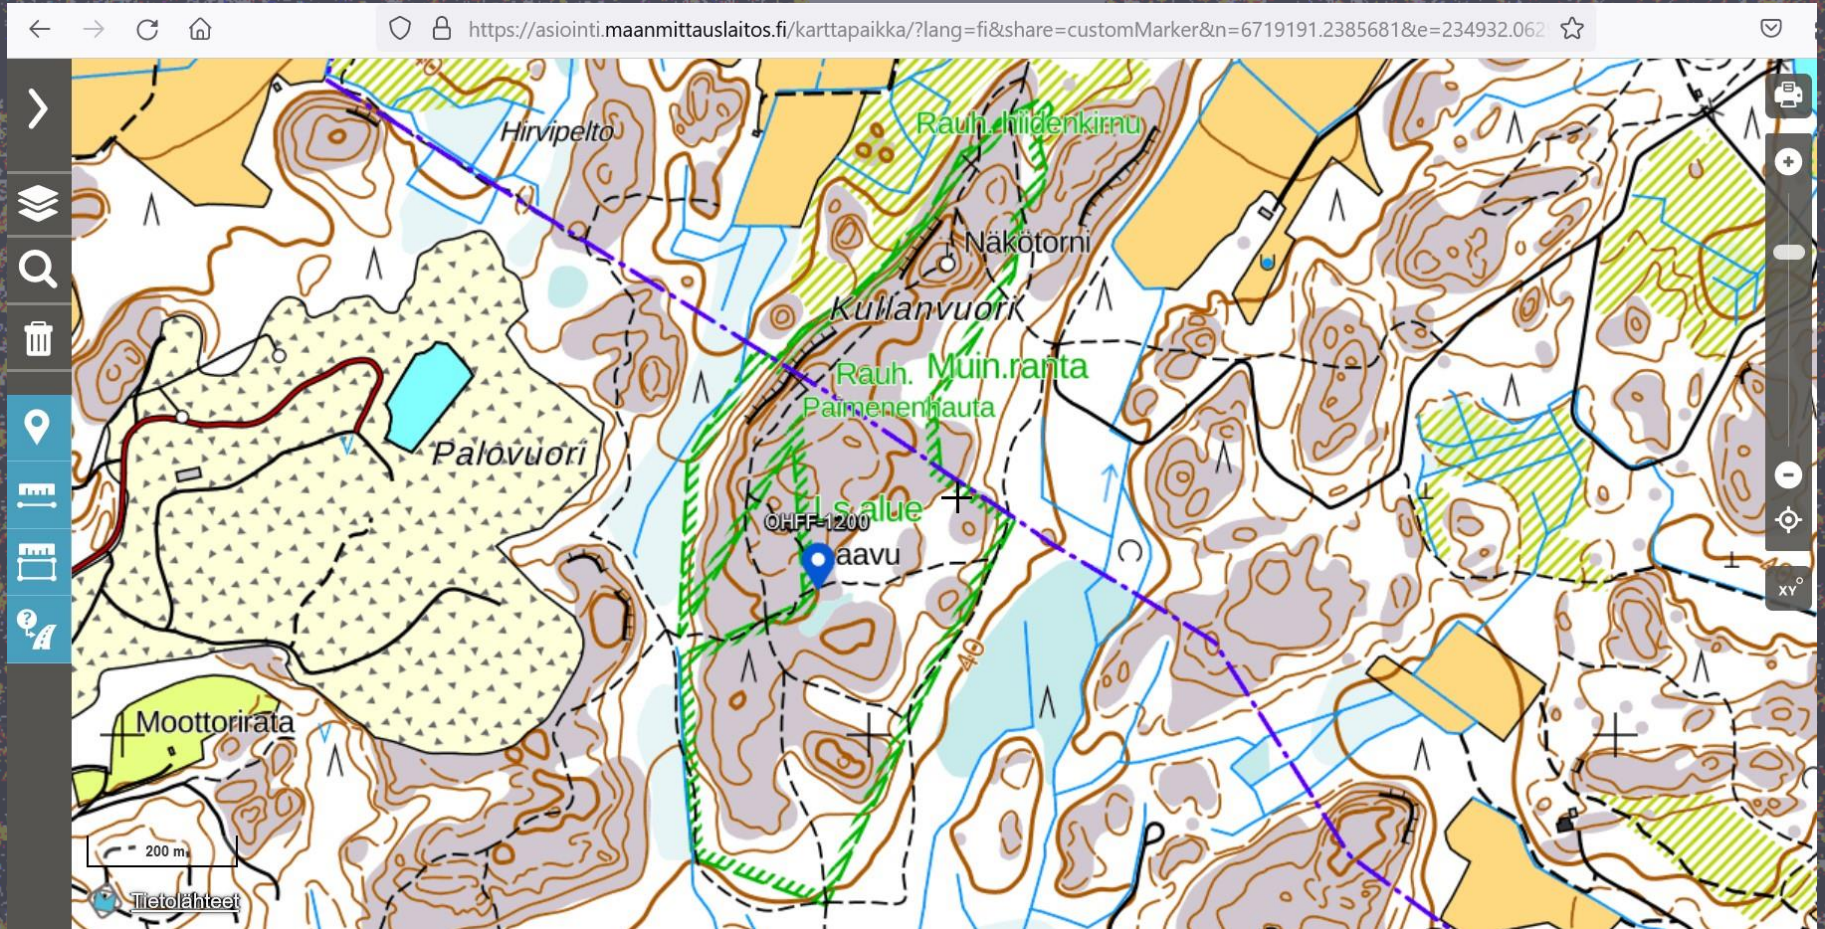 https://asiointi.maanmittauslaitos.fi/karttapaikka/?lang=fi&share=customMarker&n=6719191.2385681&e=234932.062
Rauh. hiidenkirnu
Hirvipelto
Näkötorni
Kullanvuori
Rauh. Muin.ranta
Paimenenhauta
Palovuori
Ls.alue
OHFF-1200
aavu
XY°
40
Moottorirata
200 m
Tietolähteet